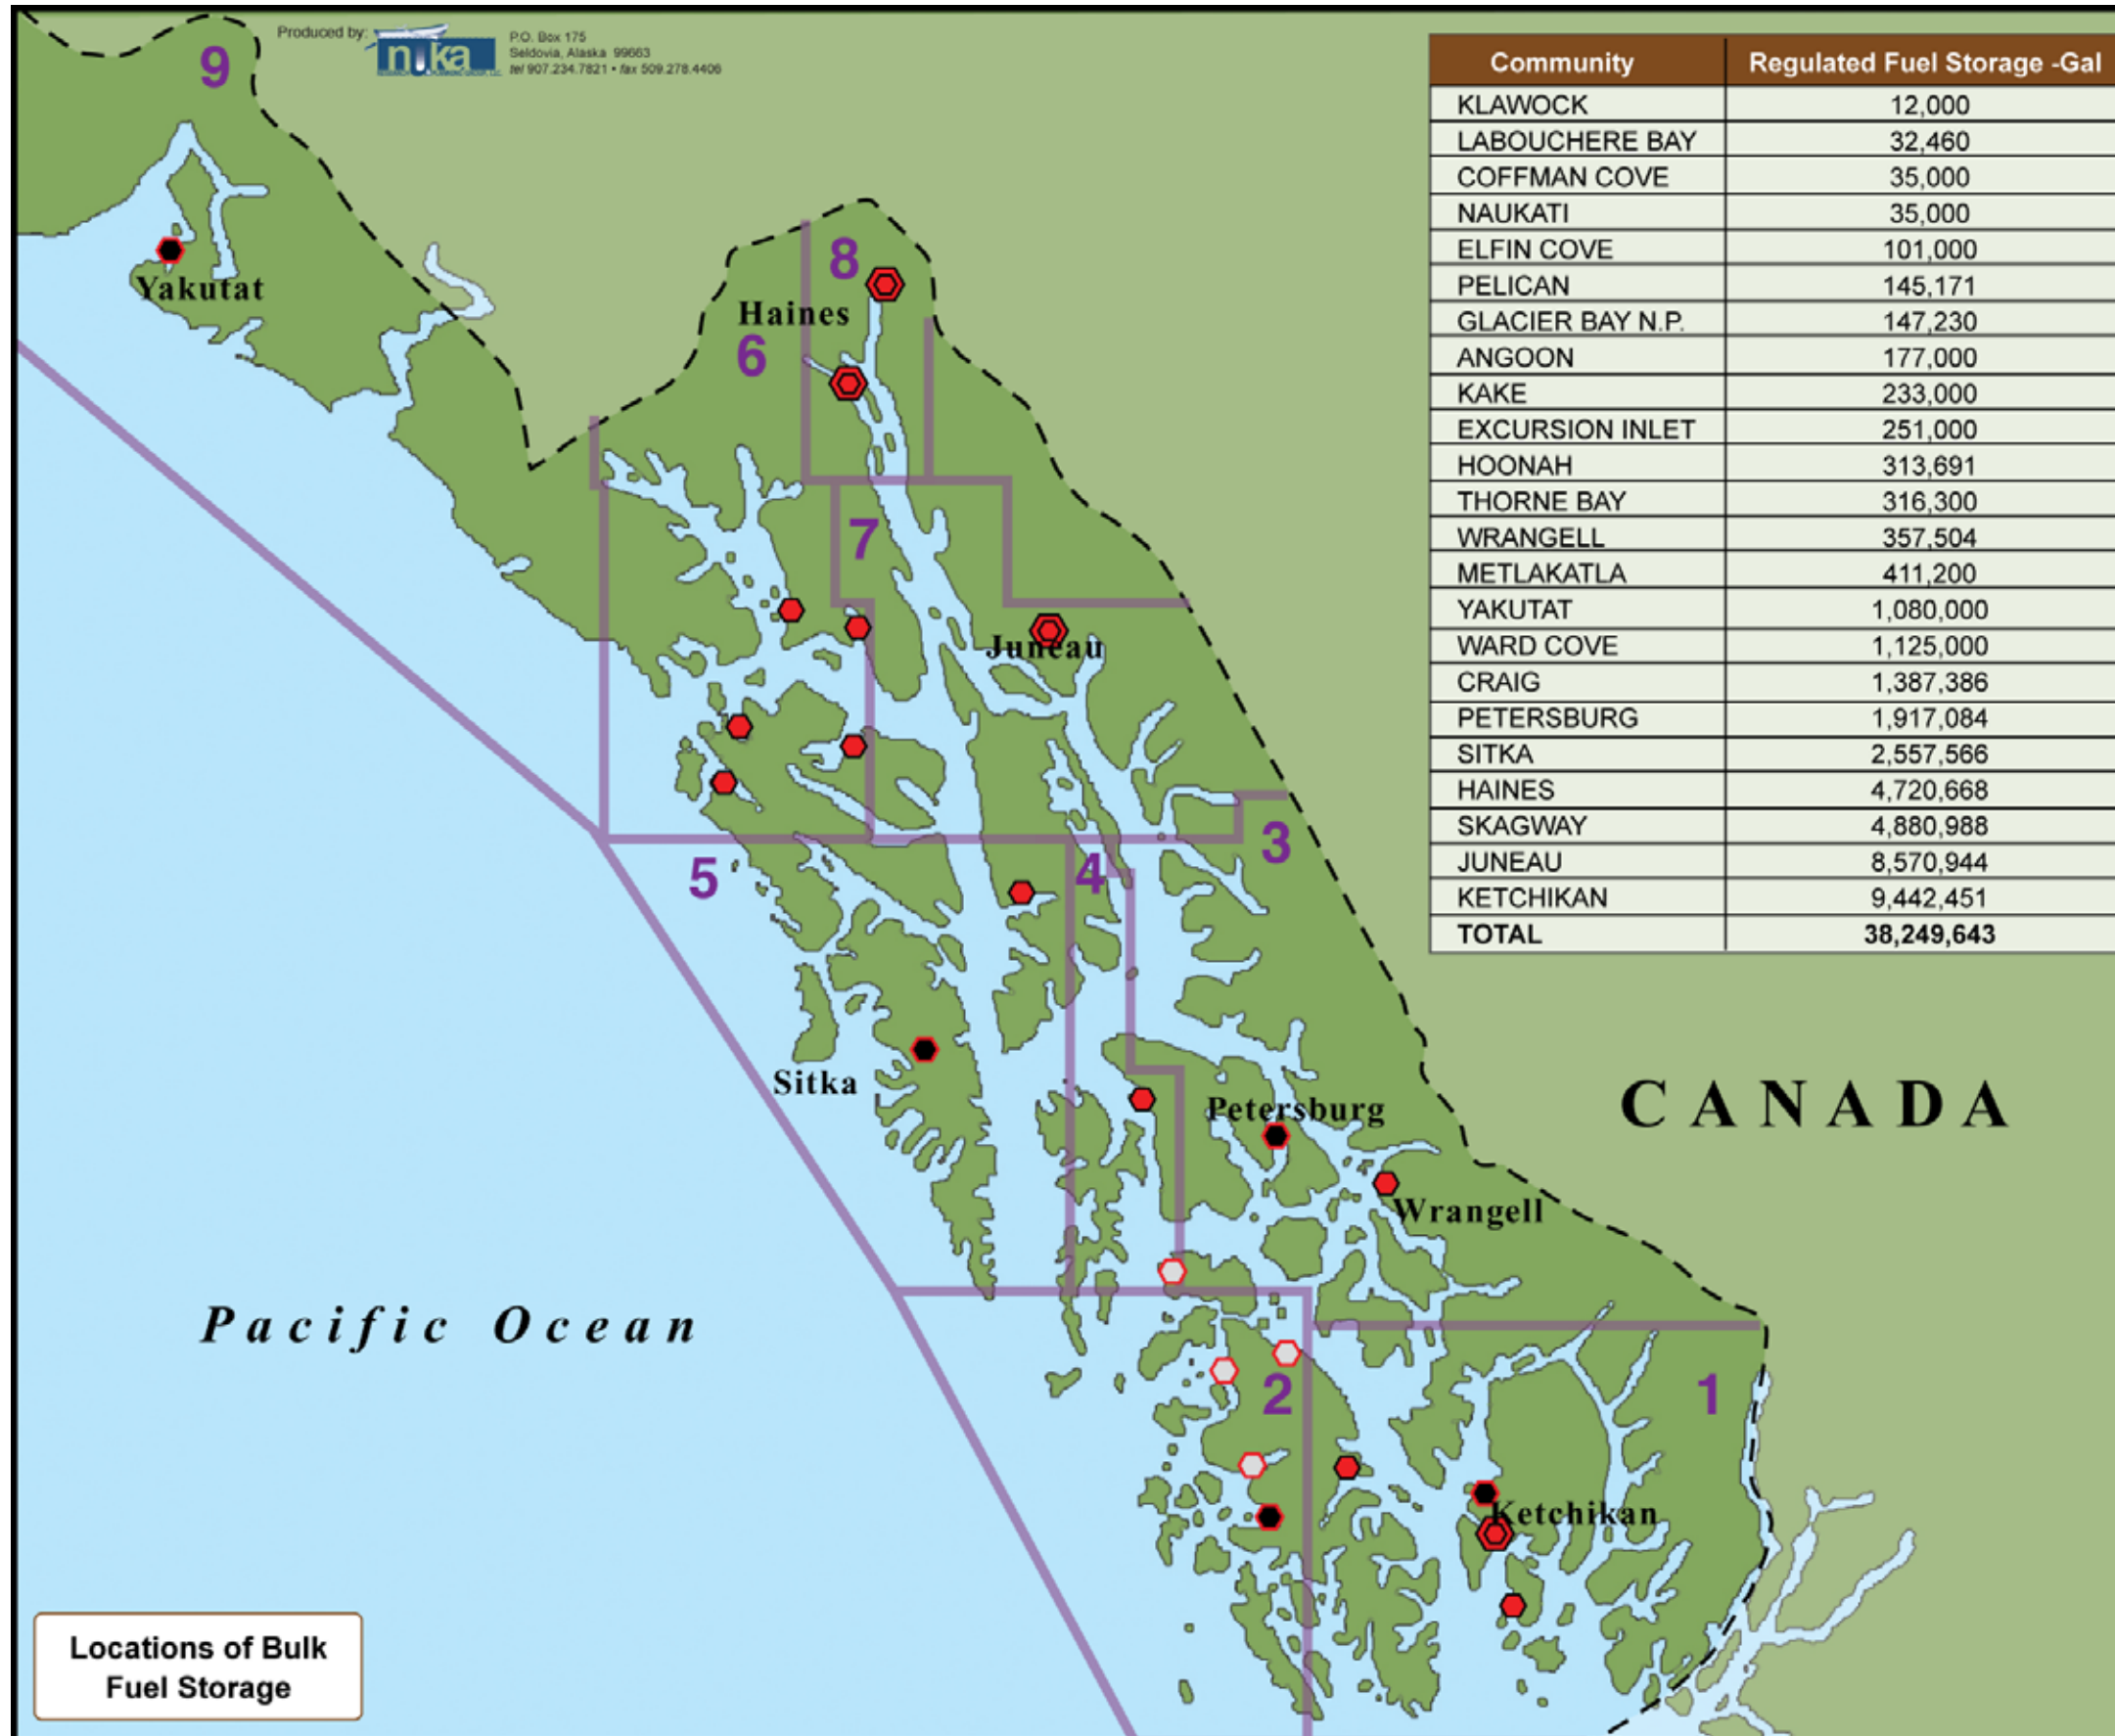 9
Produced by:
nuka
P.O. Box 175
Seldovia, Alaska 99663
tel 907.234.7821 • fax 509.278.4406
Community Regulated Fuel Storage -Gal
KLAWOCK 12,000
LABOUCHERE BAY 32,460
COFFMAN COVE 35,000
NAUKATI 35,000
ELFIN COVE 101,000
PELICAN 145,171
GLACIER BAY N.P. 147,230
ANGOON 177,000
KAKE 233,000
EXCURSION INLET 251,000
HOONAH 313,691
THORNE BAY 316,300
WRANGELL 357,504
METLAKATLA 411,200
YAKUTAT 1,080,000
WARD COVE 1,125,000
CRAIG 1,387,386
PETERSBURG 1,917,084
SITKA 2,557,566
HAINES 4,720,668
SKAGWAY 4,880,988
JUNEAU 8,570,944
KETCHIKAN 9,442,451
TOTAL 38,249,643
Yakutat
8
Haines
6
7
Juneau
3
4
5
Sitka
Petersburg
CANADA
Wrangell
Pacific Ocean
2
1
Ketchikan
Locations of Bulk
Fuel Storage